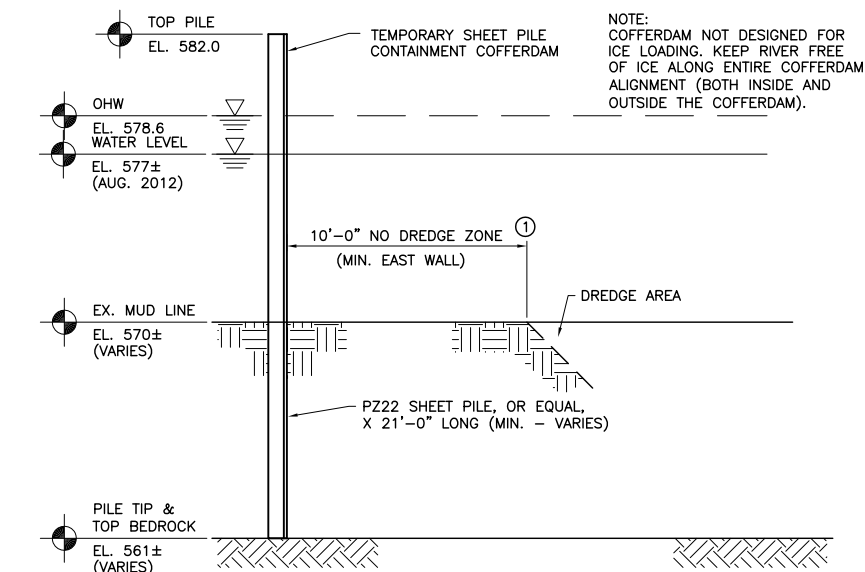 TOP PILE
EL. 582.0
TEMPORARY SHEET PILE
CONTAINMENT COFFERDAM
NOTE:
COFFERDAM NOT DESIGNED FOR
ICE LOADING. KEEP RIVER FREE
OF ICE ALONG ENTIRE COFFERDAM
ALIGNMENT (BOTH INSIDE AND
OUTSIDE THE COFFERDAM).
OHW
EL. 578.6
WATER LEVEL
EL. 577±
(AUG. 2012)
10'-0" NO DREDGE ZONE
1
(MIN. EAST WALL)
DREDGE AREA
EX. MUD LINE
EL. 570±
(VARIES)
PZ22 SHEET PILE, OR EQUAL,
X 21'-0" LONG (MIN. - VARIES)
PILE TIP &
TOP BEDROCK
EL. 561±
(VARIES)